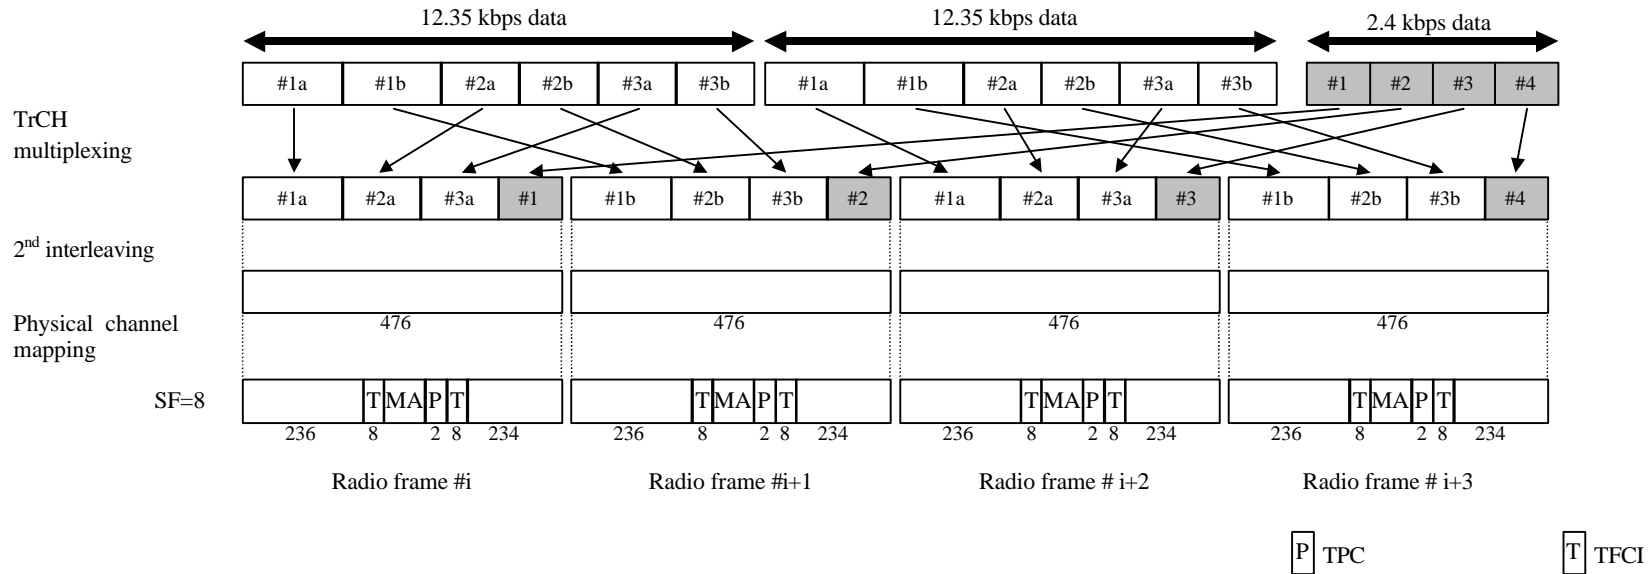 12.35 kbps data 12.35 kbps data 2.4 kbps data
#1a #1b #2a #2b #3a #3b #1a #1b #2a #2b #3a #3b #1 #2 #3 #4
TrCH
multiplexing
#1a #2a #3a #1 #1b #2b #3b #2 #1a #2a #3a #3 #1b #2b #3b #4
2nd interleaving
Physical channel
mapping
476 476 476 476
SF=8
T MA P T T MA P T T MA P T T MA P T
236 8 2 8 234 236 8 2 8 234 236 8 2 8 234 236 8 2 8 234
Radio frame #i Radio frame #i+1 Radio frame # i+2 Radio frame # i+3
P TPC T TFCI